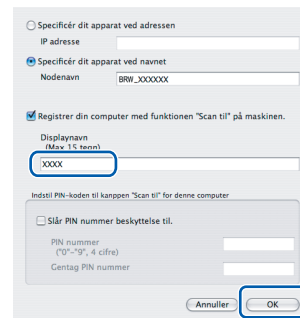 Specificér dit apparat ved adressen
IP adresse
Specificér dit apparat ved navnet
Nodenavn BRW_XXXXXX
Registrer din computer med funktionen "Scan til" på maskinen.
Displaynavn
(Max 15 tegn)
XXXX
Indstil PIN-koden til kanppen "Scan til" for denne computer
Slår PIN nummer beskyttelse til.
PIN nummer
("0"-"9", 4 cifre)
Gentag PIN nummer
Annuller OK